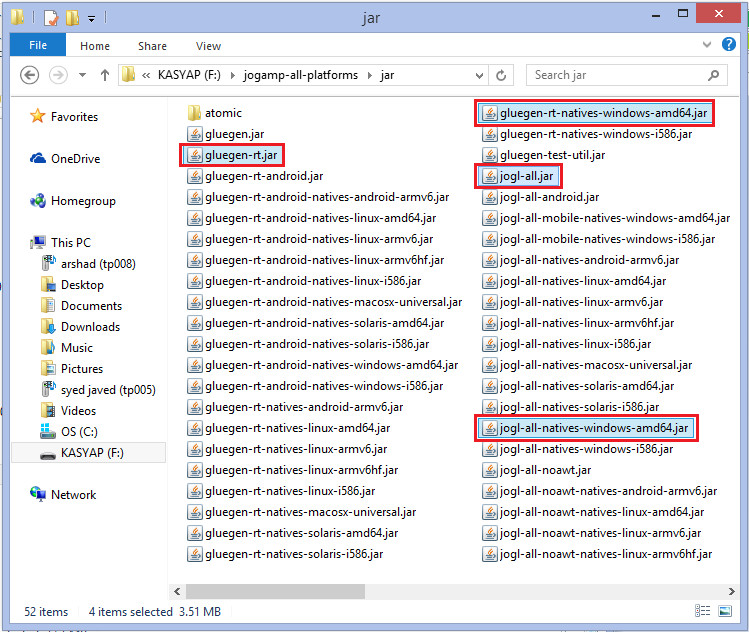 jar
File Home Share View
« KASYAP (F:) jogamp-all-platforms jar
Search jar
Favorites
OneDrive
Homegroup
This PC
arshad (tp008)
Desktop
Documents
Downloads
Music
Pictures
syed javed (tp005)
Videos
OS (C:)
KASYAP (F:)
Network
atomic
gluegen.jar
gluegen-rt.jar
gluegen-rt-android.jar
gluegen-rt-android-natives-android-armv6.jar
gluegen-rt-android-natives-linux-amd64.jar
gluegen-rt-android-natives-linux-armv6.jar
gluegen-rt-android-natives-linux-armv6hf.jar
gluegen-rt-android-natives-linux-i586.jar
gluegen-rt-android-natives-macosx-universal.jar
gluegen-rt-android-natives-solaris-amd64.jar
gluegen-rt-android-natives-solaris-i586.jar
gluegen-rt-android-natives-windows-amd64.jar
gluegen-rt-android-natives-windows-i586.jar
gluegen-rt-natives-android-armv6.jar
gluegen-rt-natives-linux-amd64.jar
gluegen-rt-natives-linux-armv6.jar
gluegen-rt-natives-linux-armv6hf.jar
gluegen-rt-natives-linux-i586.jar
gluegen-rt-natives-macosx-universal.jar
gluegen-rt-natives-solaris-amd64.jar
gluegen-rt-natives-solaris-i586.jar
gluegen-rt-natives-windows-amd64.jar
gluegen-rt-natives-windows-i586.jar
gluegen-test-util.jar
jogl-all.jar
jogl-all-android.jar
jogl-all-mobile-natives-windows-amd64.jar
jogl-all-mobile-natives-windows-i586.jar
jogl-all-natives-android-armv6.jar
jogl-all-natives-linux-amd64.jar
jogl-all-natives-linux-armv6.jar
jogl-all-natives-linux-armv6hf.jar
jogl-all-natives-linux-i586.jar
jogl-all-natives-macosx-universal.jar
jogl-all-natives-solaris-amd64.jar
jogl-all-natives-solaris-i586.jar
jogl-all-natives-windows-amd64.jar
jogl-all-natives-windows-i586.jar
jogl-all-noawt.jar
jogl-all-noawt-natives-android-armv6.jar
jogl-all-noawt-natives-linux-amd64.jar
jogl-all-noawt-natives-linux-armv6.jar
jogl-all-noawt-natives-linux-armv6hf.jar
52 items 4 items selected 3.51 MB